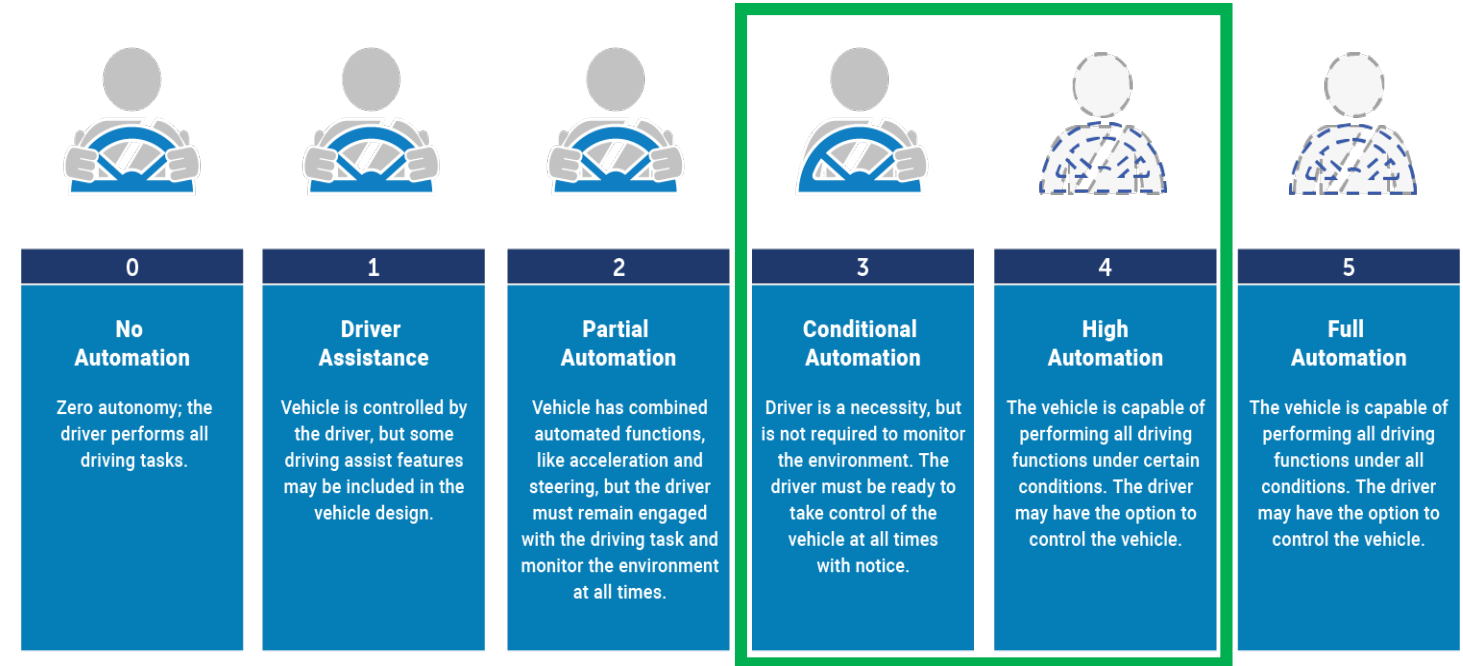 0
No
Automation
Zero autonomy; the
driver performs all
driving tasks.
1
Driver
Assistance
Vehicle is controlled by
the driver, but some
driving assist features
may be included in the
vehicle design.
2
Partial
Automation
Vehicle has combined
automated functions,
like acceleration and
steering, but the driver
must remain engaged
with the driving task and
monitor the environment
at all times.
3
Conditional
Automation
Driver is a necessity, but
is not required to monitor
the environment. The
driver must be ready to
take control of the
vehicle at all times
with notice.
4
High
Automation
The vehicle is capable of
performing all driving
functions under certain
conditions. The driver
may have the option to
control the vehicle.
5
Full
Automation
The vehicle is capable of
performing all driving
functions under all
conditions. The driver
may have the option to
control the vehicle.